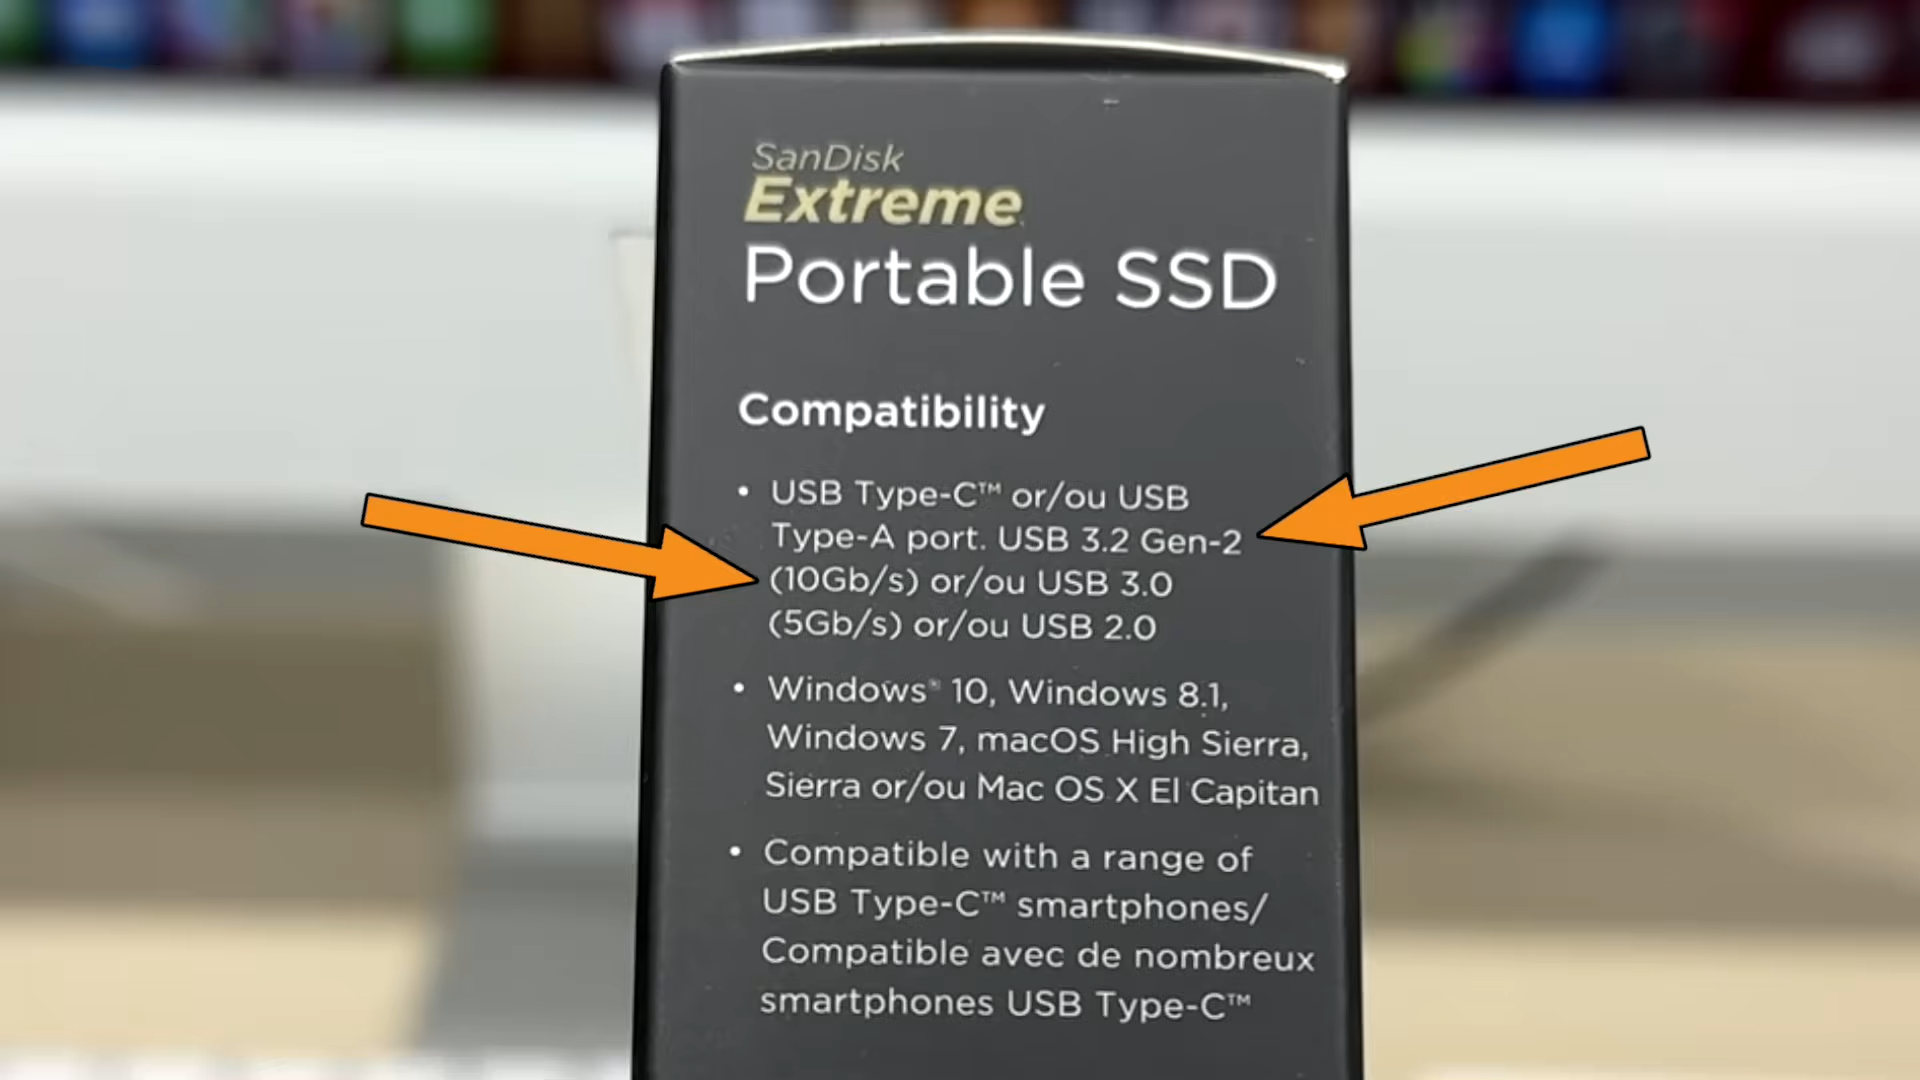 SanDisk
Extreme
Portable SSD
Compatibility
• USB Type-C™ or/ou USB
Type-A port. USB 3.2 Gen-2
(10Gb/s) or/ou USB 3.0
(5Gb/s) or/ou USB 2.0
• Windows® 10, Windows 8.1,
Windows 7, macOS High Sierra,
Sierra or/ou Mac OS X El Capitan
• Compatible with a range of
USB Type-C™ smartphones/
Compatible avec de nombreux
smartphones USB Type-C™